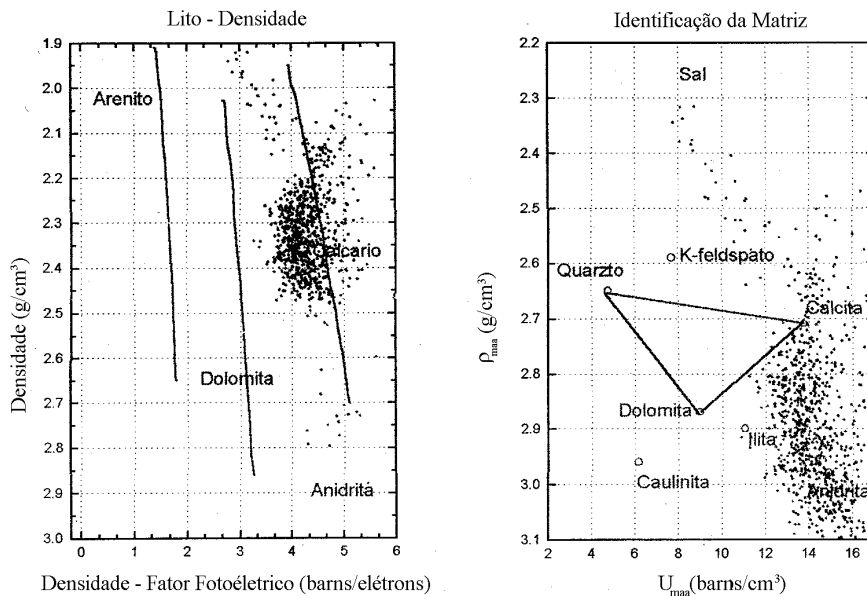 Lito - Densidade
1.9
2.0
2.1
2.2
2.3
2.4
2.5
2.6
2.7
2.8
2.9
3.0
Densidade (g/cm³)
Arenito
Calcario
Dolomita
Anidrita
0
1
2
3
4
5
6
Densidade - Fator Fotoéletrico (barns/elétrons)
Identificação da Matriz
2.2
2.3
2.4
2.5
2.6
2.7
2.8
2.9
3.0
3.1
ρmaa (g/cm³)
Sal
K-feldspato
Quarzto
Calcita
Dolomita
Ilita
Caulinita
Anidrita
2
4
6
8
10
12
14
16
Umaa(barns/cm³)